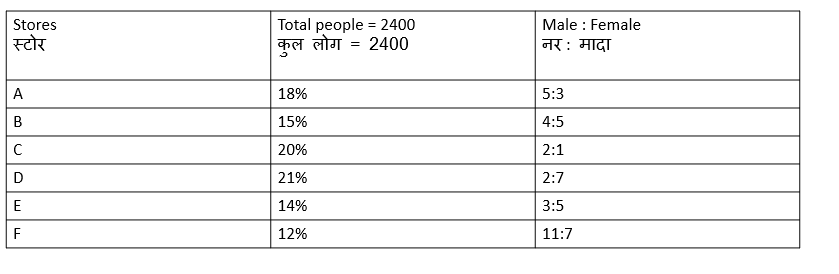 Stores Total people = 2400 Male : Female
स्टोर कुल लोग = 2400 नर : मादा
A 18% 5:3
B 15% 4:5
C 20% 2:1
D 21% 2:7
E 14% 3:5
F 12% 11:7